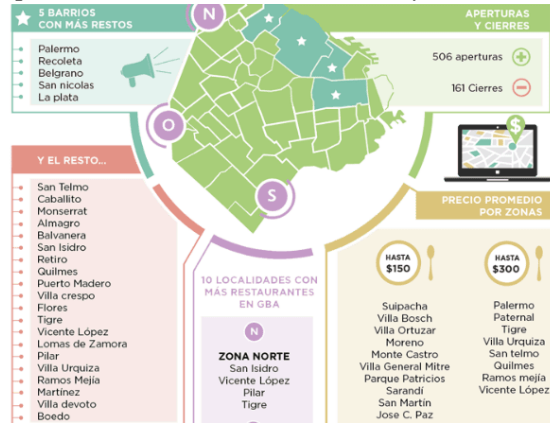 5 BARRIOS
CON MÁS RESTOS
Palermo
Recoleta
Belgrano
San nicolas
La plata
N
O
S
APERTURAS
Y CIERRES
506 aperturas
161 Cierres
$
Y EL RESTO...
San Telmo
Caballito
Monserrat
Almagro
Balvanera
San Isidro
Retiro
Quilmes
Puerto Madero
Villa crespo
Flores
Tigre
Vicente López
Lomas de Zamora
Pilar
Villa Urquiza
Ramos Mejía
Martínez
Villa devoto
Boedo
10 LOCALIDADES CON
MÁS RESTAURANTES
EN GBA
N
ZONA NORTE
San Isidro
Vicente López
Pilar
Tigre
PRECIO PROMEDIO
POR ZONAS
HASTA
$150
Suipacha
Villa Bosch
Villa Ortuzar
Moreno
Monte Castro
Villa General Mitre
Parque Patricios
Sarandí
San Martín
Jose C. Paz
HASTA
$300
Palermo
Paternal
Tigre
Villa Urquiza
San telmo
Quilmes
Ramos mejía
Vicente López